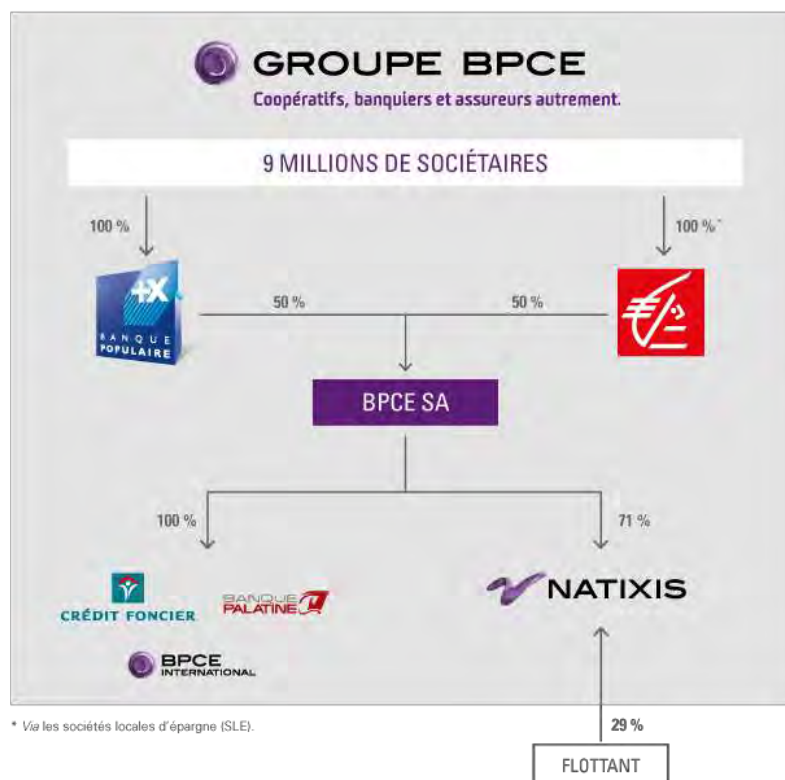 GROUPE BPCE
Coopératifs, banquiers et assureurs autrement.
9 MILLIONS DE SOCIÉTAIRES
100 %
100 %*
+X
BANQUE
POPULAIRE
50 %
50 %
BPCE SA
100 %
71 %
CRÉDIT FONCIER
BANQUE
PALATINE
NATIXIS
BPCE
INTERNATIONAL
* Via les sociétés locales d'épargne (SLE).
29 %
FLOTTANT